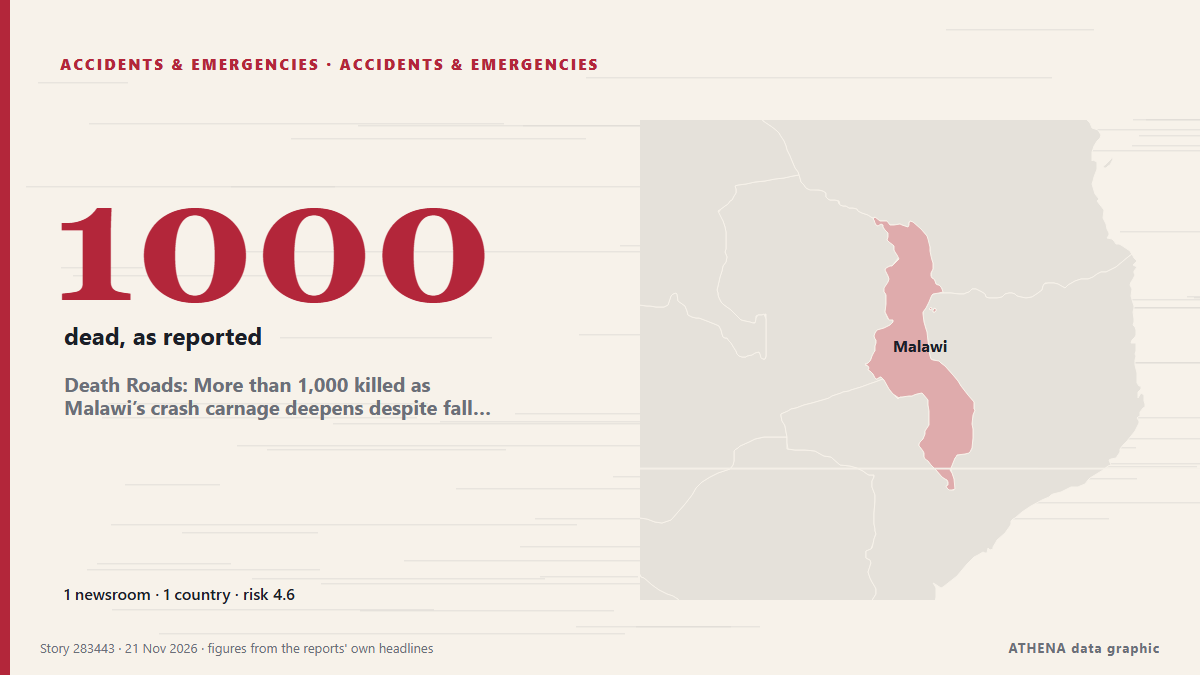 ACCIDENTS & EMERGENCIES · ACCIDENTS & EMERGENCIES
1000
dead, as reported
Death Roads: More than 1,000 killed as
Malawi’s crash carnage deepens despite fall…
Malawi
1 newsroom · 1 country · risk 4.6
Story 283443 · 21 Nov 2026 · figures from the reports' own headlines
ATHENA data graphic